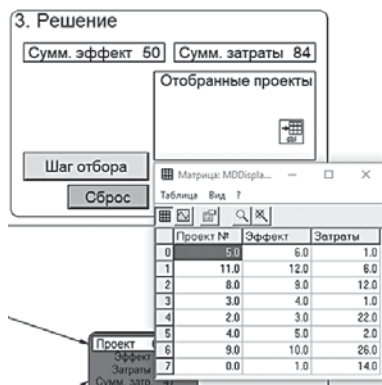 3. Решение
Сумм. эффект 50 Сумм. затраты 84
Отобранные проекты
Шаг отбора
Сброс
Матрица: MDDispla...
Таблица Вид ?
Проект № Эффект Затраты
0 5.0 6.0 1.0
1 11.0 12.0 6.0
2 8.0 9.0 12.0
3 3.0 4.0 1.0
4 2.0 3.0 22.0
5 4.0 5.0 2.0
6 9.0 10.0 26.0
7 0.0 1.0 14.0
Проект
Эффект
Затраты